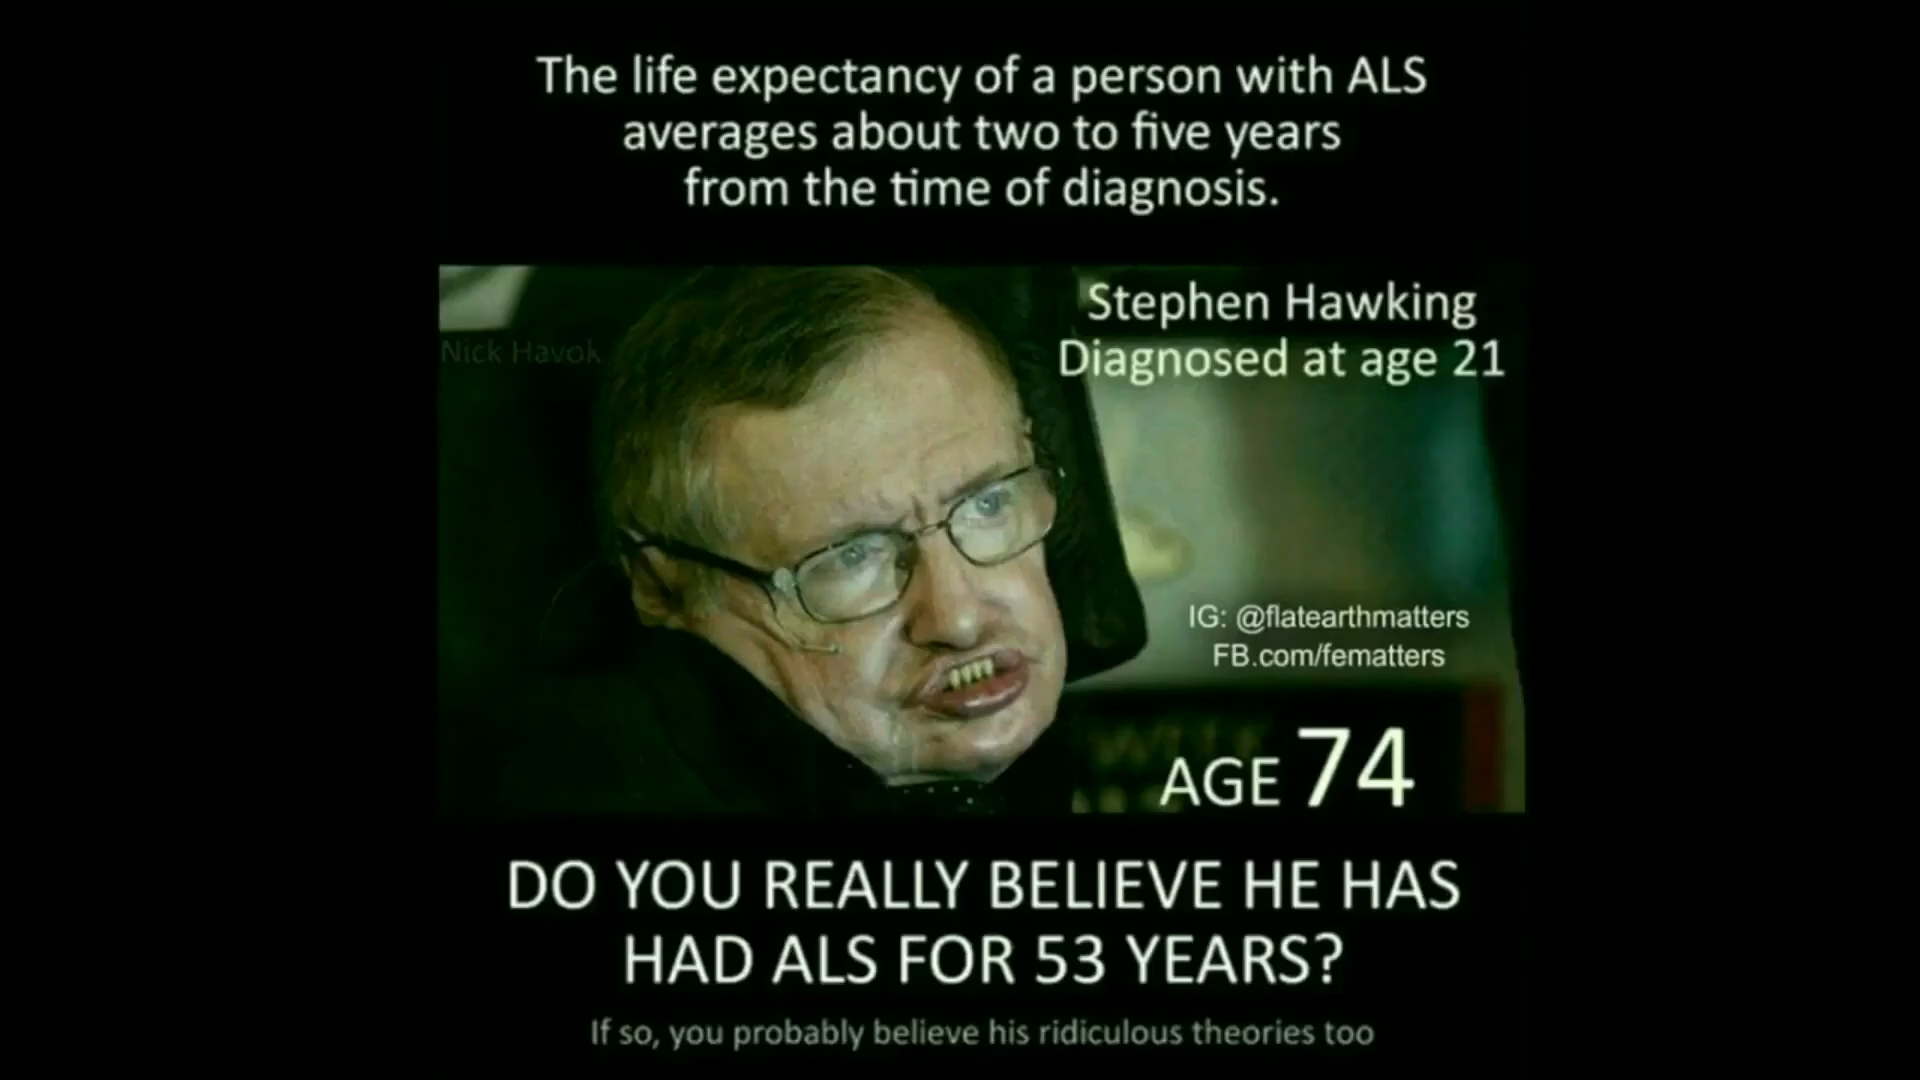 The life expectancy of a person with ALS
averages about two to five years
from the time of diagnosis.
Stephen Hawking
Diagnosed at age 21
Nick Havok
IG: @flatearthmatters
FB.com/fematters
AGE 74
DO YOU REALLY BELIEVE HE HAS
HAD ALS FOR 53 YEARS?
If so, you probably believe his ridiculous theories too